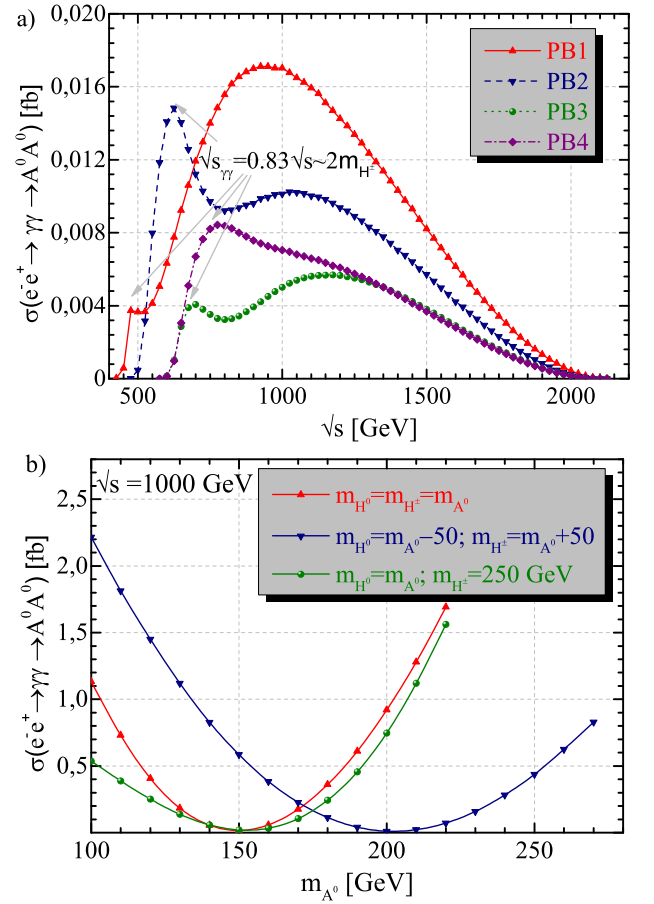 a)
0,020
0,016
0,012
0,008
0,004
0
σ(e⁻e⁺→ γγ →A⁰A⁰) [fb]
PB1
PB2
PB3
PB4
√s_γγ=0.83√s~2m_H±
500 1000 1500 2000
√s [GeV]
b)
√s =1000 GeV
m_H⁰=m_H±=m_A⁰
m_H⁰=m_A⁰−50; m_H±=m_A⁰+50
m_H⁰=m_A⁰; m_H±=250 GeV
2,5
2,0
1,5
1,0
0,5
σ(e⁻e⁺→γγ →A⁰A⁰) [fb]
100 150 200 250
m_A⁰ [GeV]